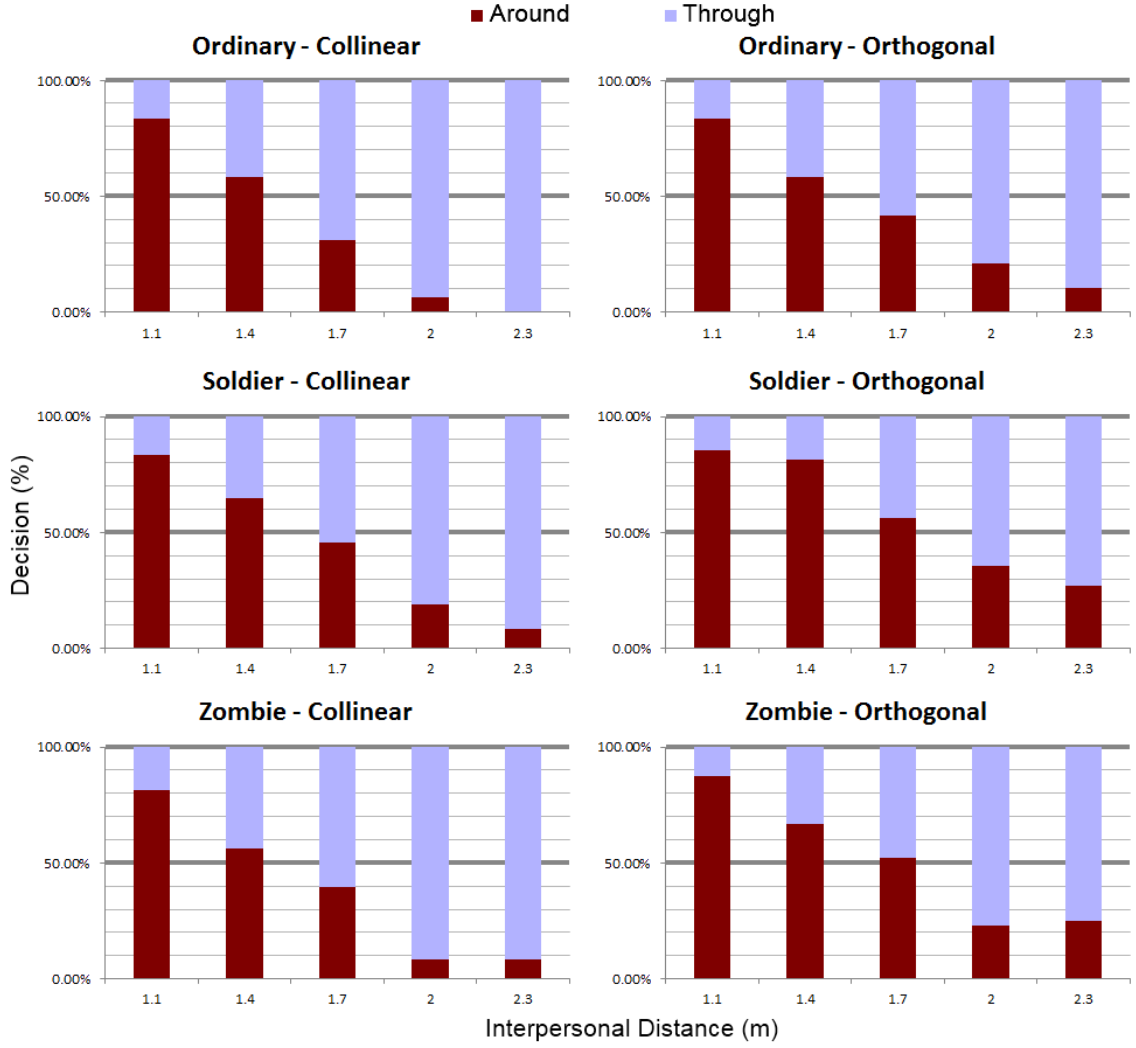 Around Through
Ordinary - Collinear
100.00%
50.00%
0.00%
1.1 1.4 1.7 2 2.3
Ordinary - Orthogonal
100.00%
50.00%
0.00%
1.1 1.4 1.7 2 2.3
Soldier - Collinear
100.00%
50.00%
0.00%
1.1 1.4 1.7 2 2.3
Soldier - Orthogonal
100.00%
50.00%
0.00%
1.1 1.4 1.7 2 2.3
Decision (%)
Zombie - Collinear
100.00%
50.00%
0.00%
1.1 1.4 1.7 2 2.3
Zombie - Orthogonal
100.00%
50.00%
0.00%
1.1 1.4 1.7 2 2.3
Interpersonal Distance (m)